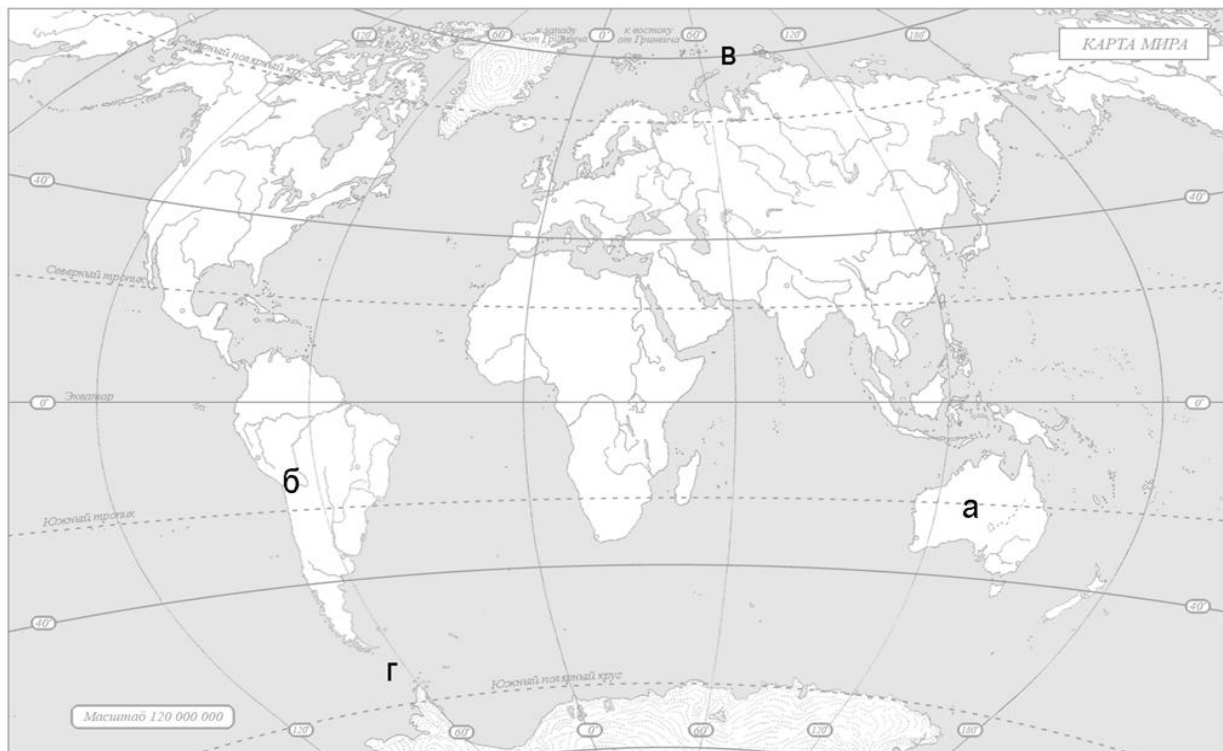 120°
60°
к западу
от Гринвича
0°
к востоку
от Гринвича
60°
120°
180°
КАРТА МИРА
Северный полярный круг
в
40°
40°
Северный тропик
0°
Экватор
0°
б
а
Южный тропик
40°
40°
г
Южный полярный круг
Масштаб 120 000 000
120°
60°
0°
60°
120°
180°